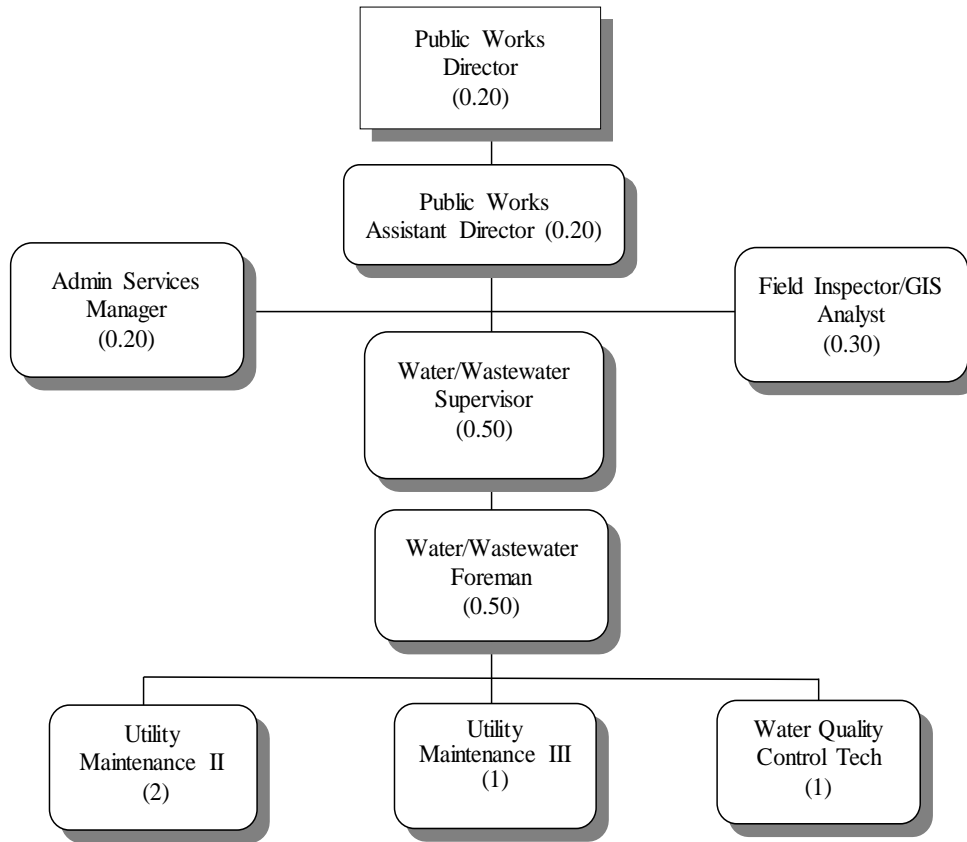 Public Works
Director
(0.20)
Public Works
Assistant Director (0.20)
Admin Services
Manager
(0.20)
Field Inspector/GIS
Analyst
(0.30)
Water/Wastewater
Supervisor
(0.50)
Water/Wastewater
Foreman
(0.50)
Utility
Maintenance II
(2)
Utility
Maintenance III
(1)
Water Quality
Control Tech
(1)